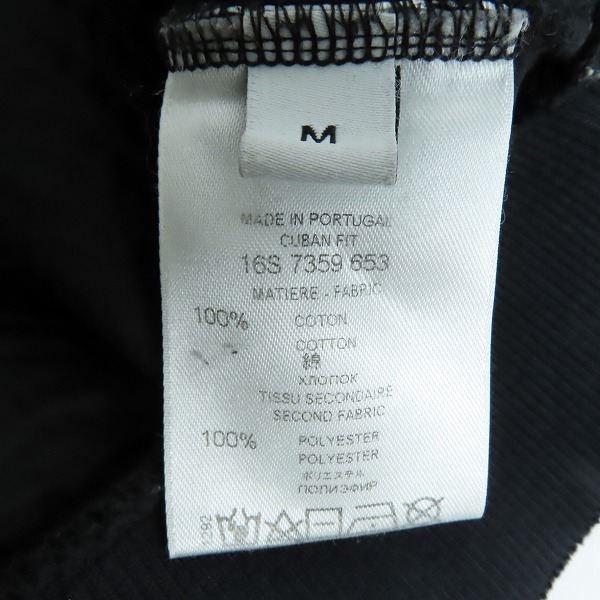 M
MADE IN PORTUGAL
CUBAN FIT
16S 7359 653
MATIERE - FABRIC
100% COTON
COTTON
綿
ХЛОПОК
TISSU SECONDAIRE
SECOND FABRIC
100% POLYESTER
POLYESTER
ポリエステル
ПОЛИЭФИР